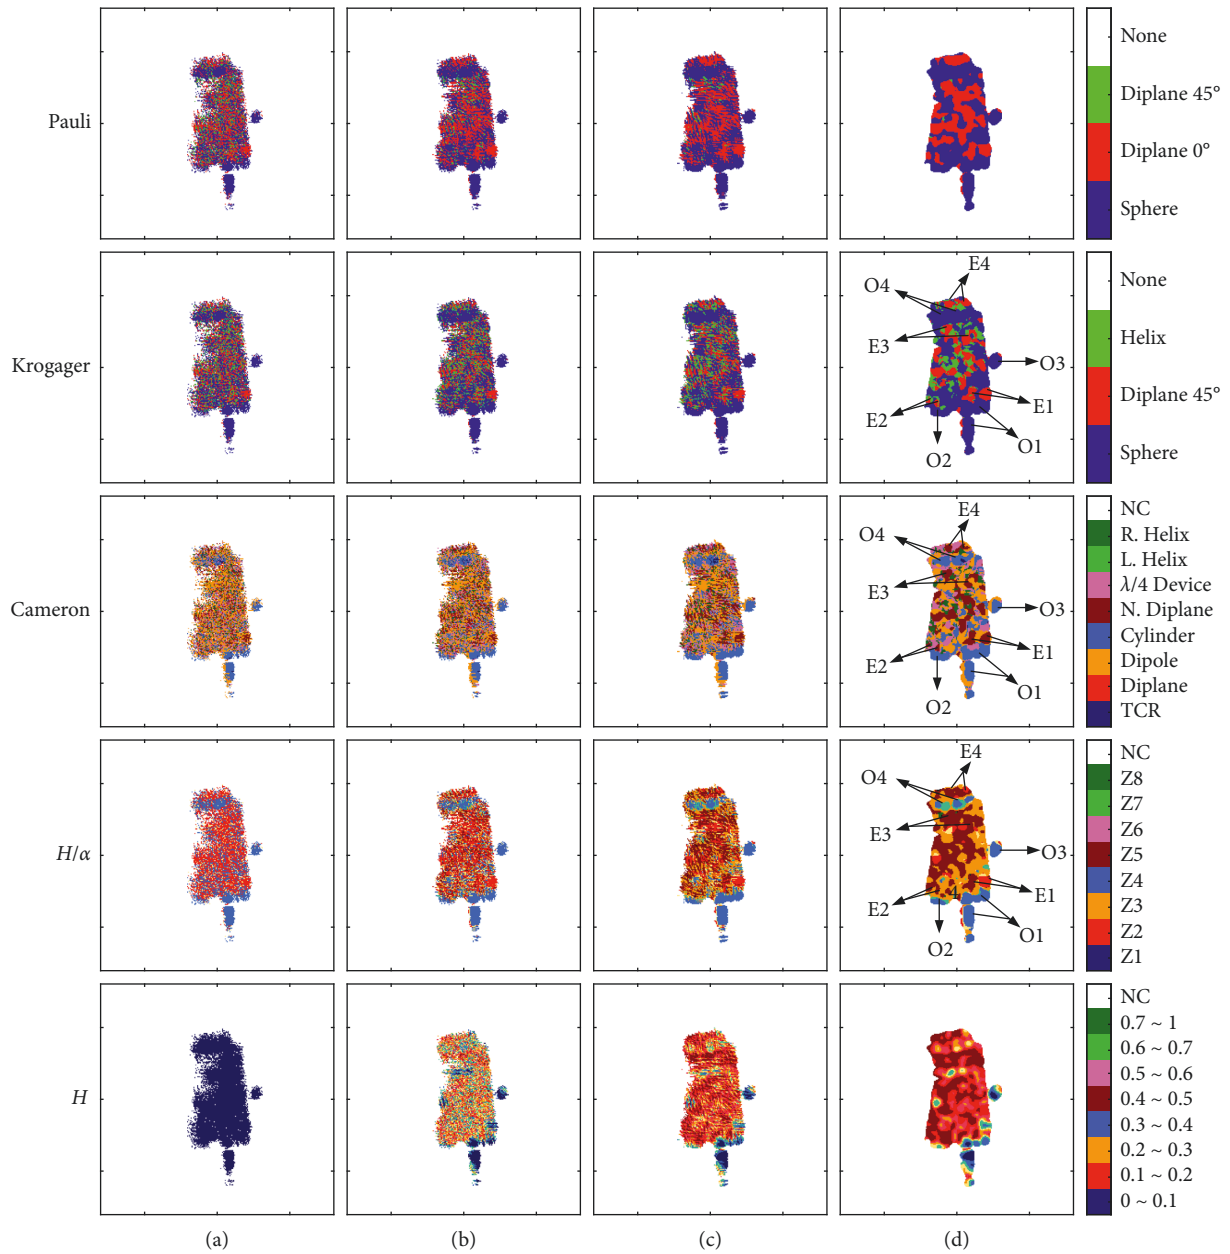 Pauli
None
Diplane 45°
Diplane 0°
Sphere
Krogager
E4
O4
E3
O3
E1
E2
O1
O2
None
Helix
Diplane 45°
Sphere
Cameron
E4
O4
E3
O3
E1
E2
O1
O2
NC
R. Helix
L. Helix
λ/4 Device
N. Diplane
Cylinder
Dipole
Diplane
TCR
H/α
E4
O4
E3
O3
4
E1
E2
O1
O2
NC
Z8
Z7
Z6
Z5
Z4
Z3
Z2
Z1
H
NC
0.7 ~ 1
0.6 ~ 0.7
0.5 ~ 0.6
0.4 ~ 0.5
0.3 ~ 0.4
0.2 ~ 0.3
0.1 ~ 0.2
0 ~ 0.1
(a) (b) (c) (d)